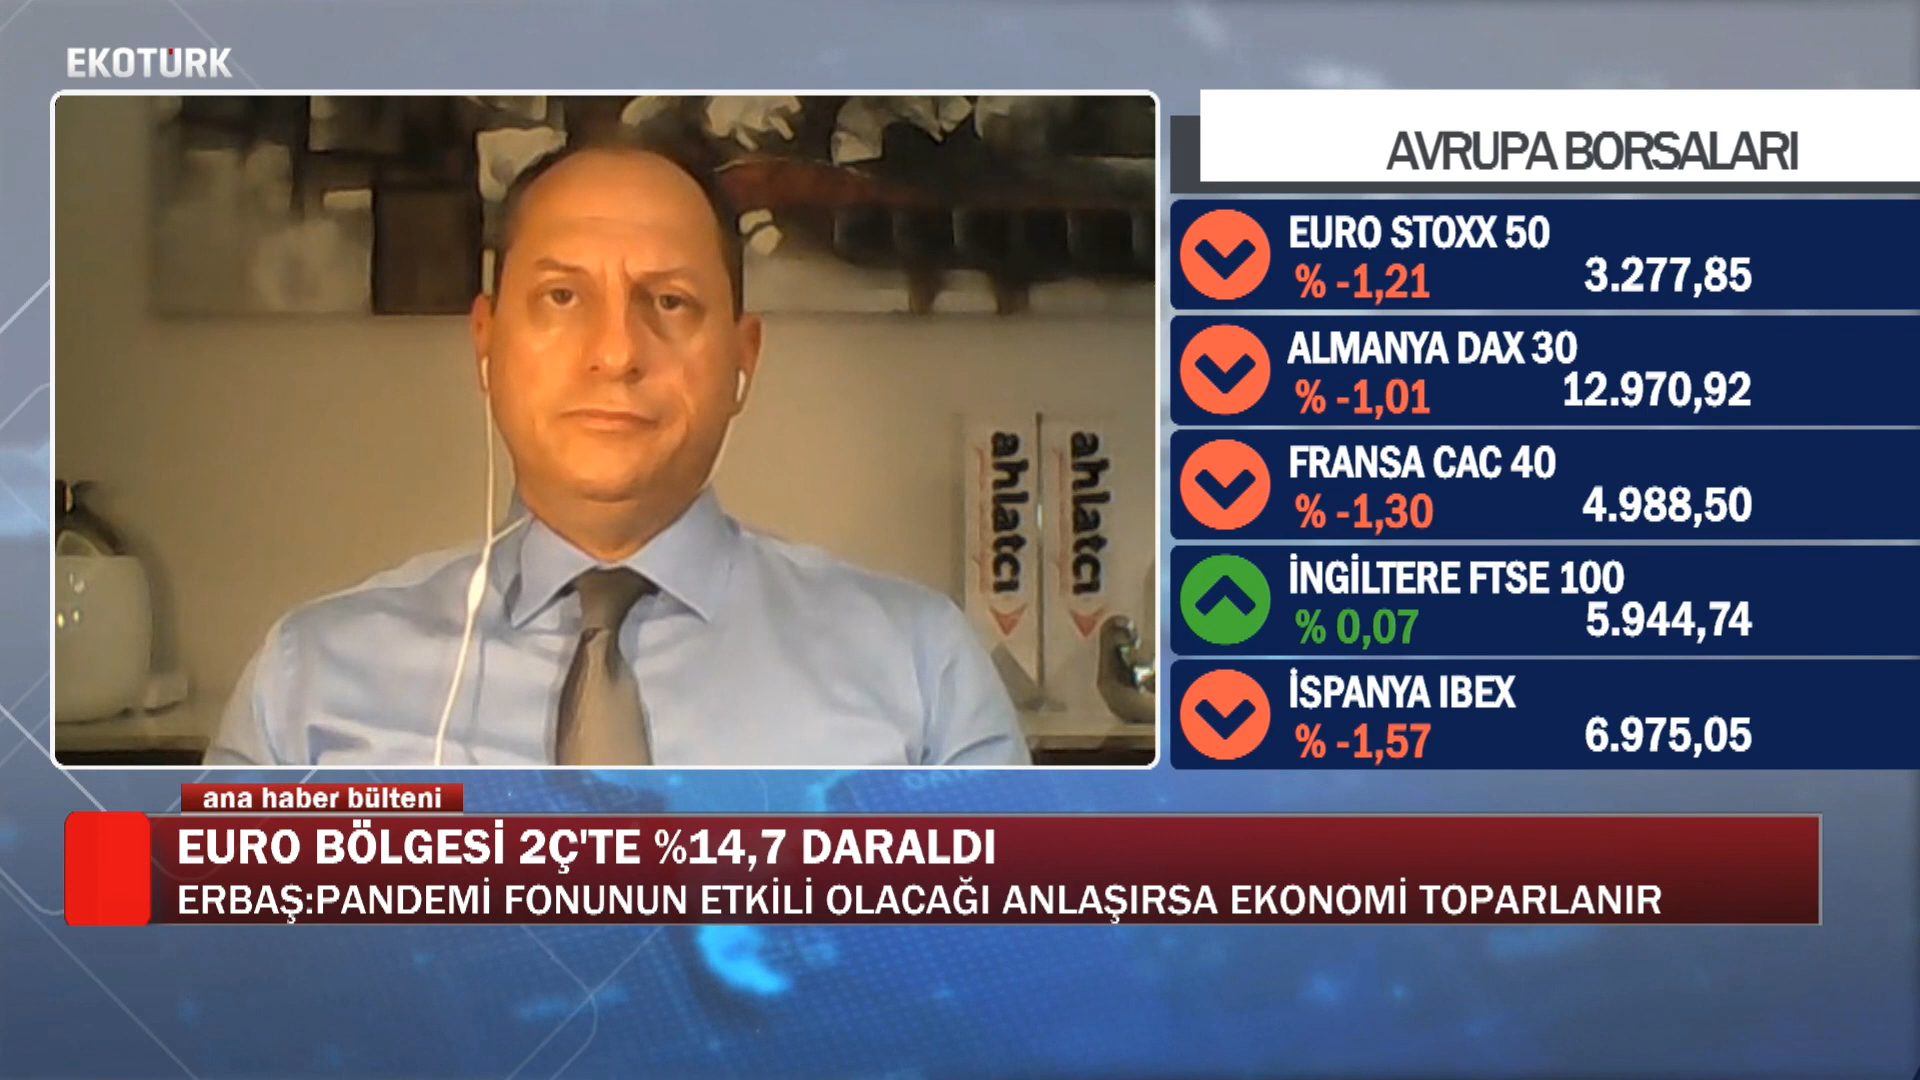 EKOTÜRK
AVRUPA BORSALARI
EURO STOXX 50
% -1,21
3.277,85
ALMANYA DAX 30
% -1,01
12.970,92
FRANSA CAC 40
% -1,30
4.988,50
İNGİLTERE FTSE 100
% 0,07
5.944,74
İSPANYA IBEX
% -1,57
6.975,05
ahlatcı
ahlatcı
ana haber bülteni
EURO BÖLGESİ 2Ç'TE %14,7 DARALDI
ERBAŞ:PANDEMİ FONUNUN ETKİLİ OLACAĞI ANLAŞIRSA EKONOMİ TOPARLANIR